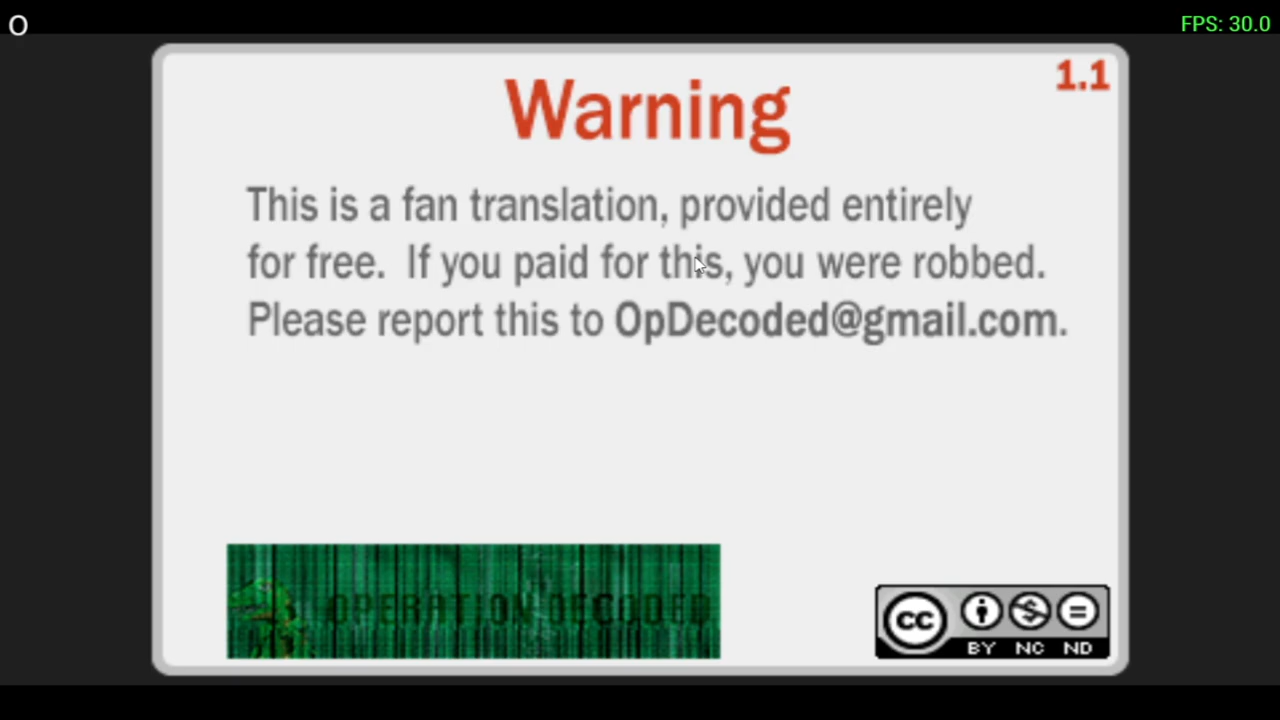 O
FPS: 30.0
1.1
Warning
This is a fan translation, provided entirely
for free. If you paid for this, you were robbed.
Please report this to OpDecoded@gmail.com.
OPERATION DECODED
CC
BY NC ND